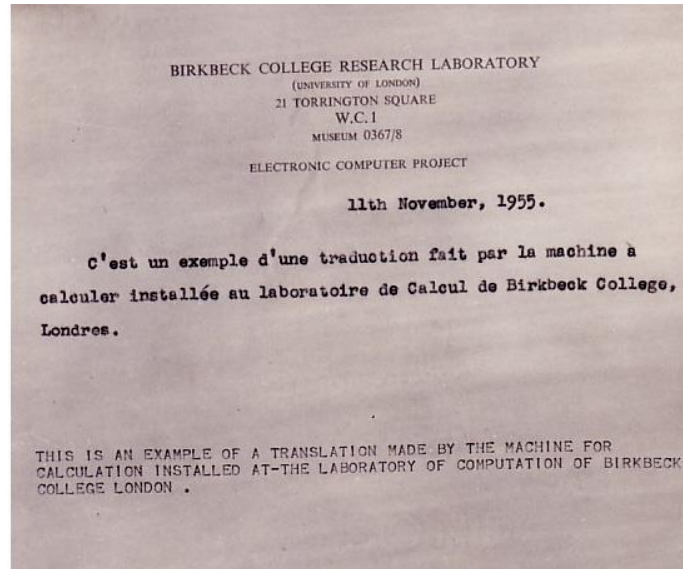 BIRKBECK COLLEGE RESEARCH LABORATORY
(UNIVERSITY OF LONDON)
21 TORRINGTON SQUARE
W.C.1
MUSEUM 0367/8
ELECTRONIC COMPUTER PROJECT
11th November, 1955.
C'est un exemple d'une traduction fait par la machine a
calculer installée au laboratoire de Calcul de Birkbeck College,
Londres.
THIS IS AN EXAMPLE OF A TRANSLATION MADE BY THE MACHINE FOR
CALCULATION INSTALLED AT-THE LABORATORY OF COMPUTATION OF BIRKBECK
COLLEGE LONDON .